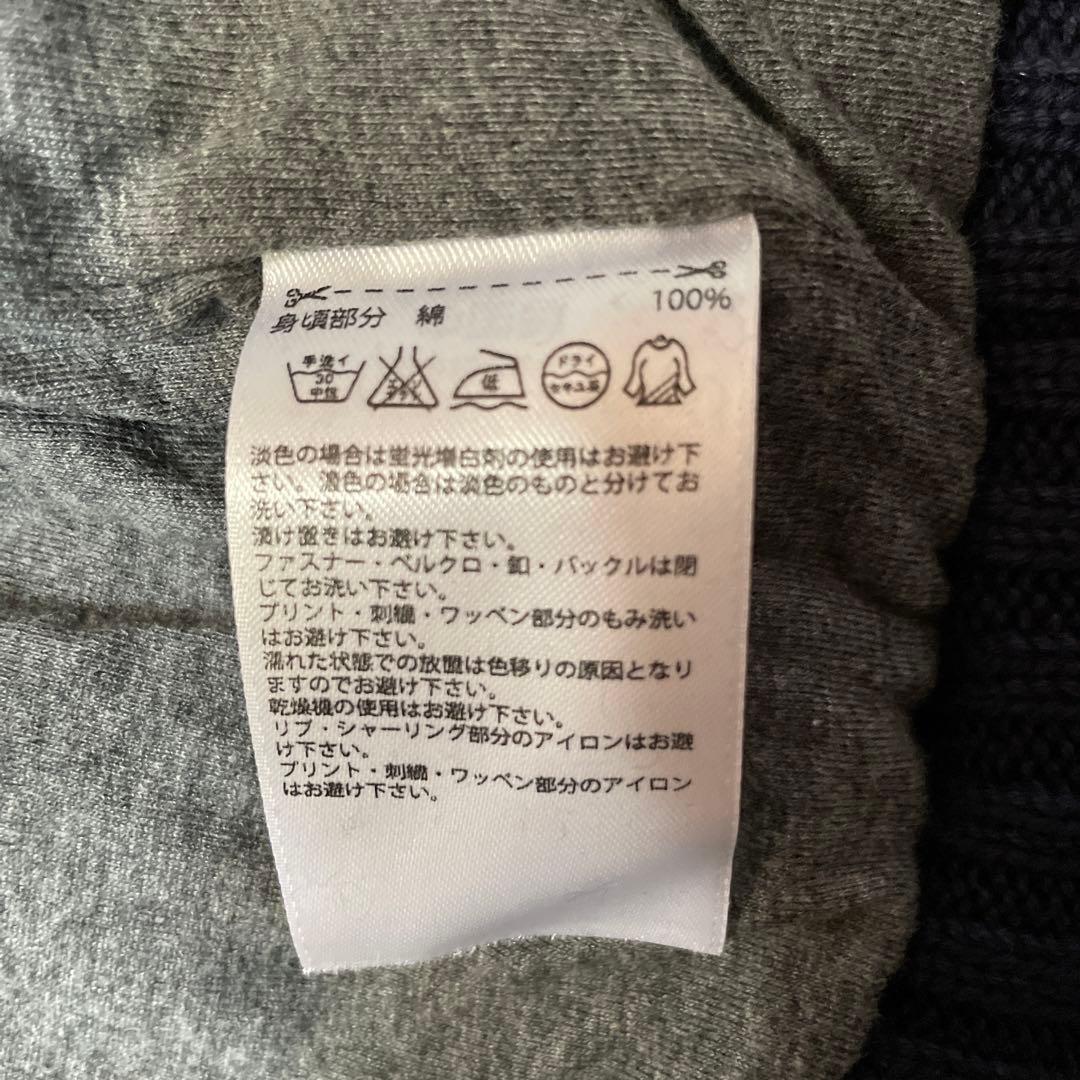 身頃部分 綿 100%
手洗イ 30 中性
エンソ サラシ
低
ドライ セキユ系
淡色の場合は蛍光増白剤の使用はお避け下
さい。濃色の場合は淡色のものと分けてお
洗い下さい。
漬け置きはお避け下さい。
ファスナー・ベルクロ・釦・バックルは閉
じてお洗い下さい。
プリント・刺繍・ワッペン部分のもみ洗い
はお避け下さい。
濡れた状態での放置は色移りの原因となり
ますのでお避け下さい。
乾燥機の使用はお避け下さい。
リブ・シャーリング部分のアイロンはお避
け下さい。
プリント・刺繍・ワッペン部分のアイロン
はお避け下さい。